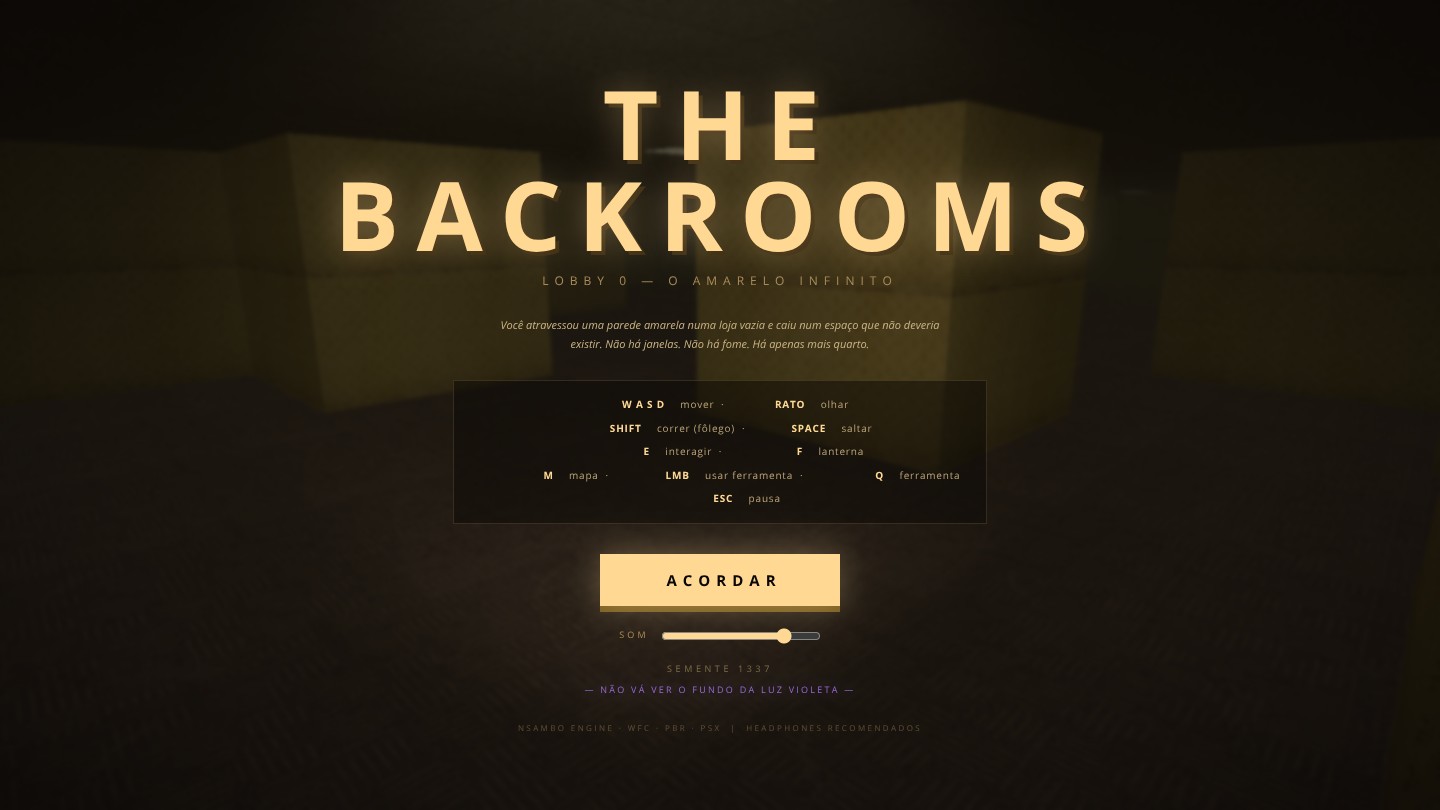 THE
BACKROOMS
LOBBY 0 — O AMARELO INFINITO
Você atravessou uma parede amarela numa loja vazia e caiu num espaço que não deveria
existir. Não há janelas. Não há fome. Há apenas mais quarto.
WASD mover · RATO olhar
SHIFT correr (fôlego) · SPACE saltar
E interagir · F lanterna
M mapa · LMB usar ferramenta · Q ferramenta
ESC pausa
ACORDAR
SOM
SEMENTE 1337
— NÃO VÁ VER O FUNDO DA LUZ VIOLETA —
NSAMBO ENGINE · WFC · PBR · PSX | HEADPHONES RECOMENDADOS